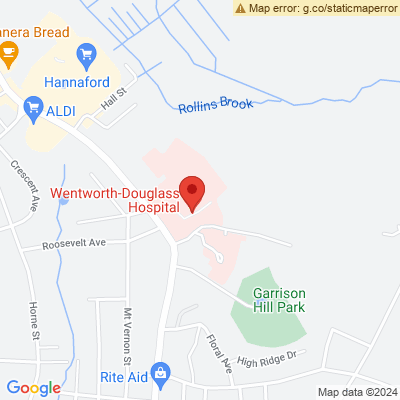 Map error: g.co/staticmaperror
nera Bread
Hannaford
Hall St
ALDI
Rollins Brook
Crescent Ave
Wentworth-Douglass
Hospital
Roosevelt Ave
Garrison
Hill Park
Horne St
Mt Vernon St
Floral Ave
High Ridge Dr
Rite Aid
Google
Map data ©2024